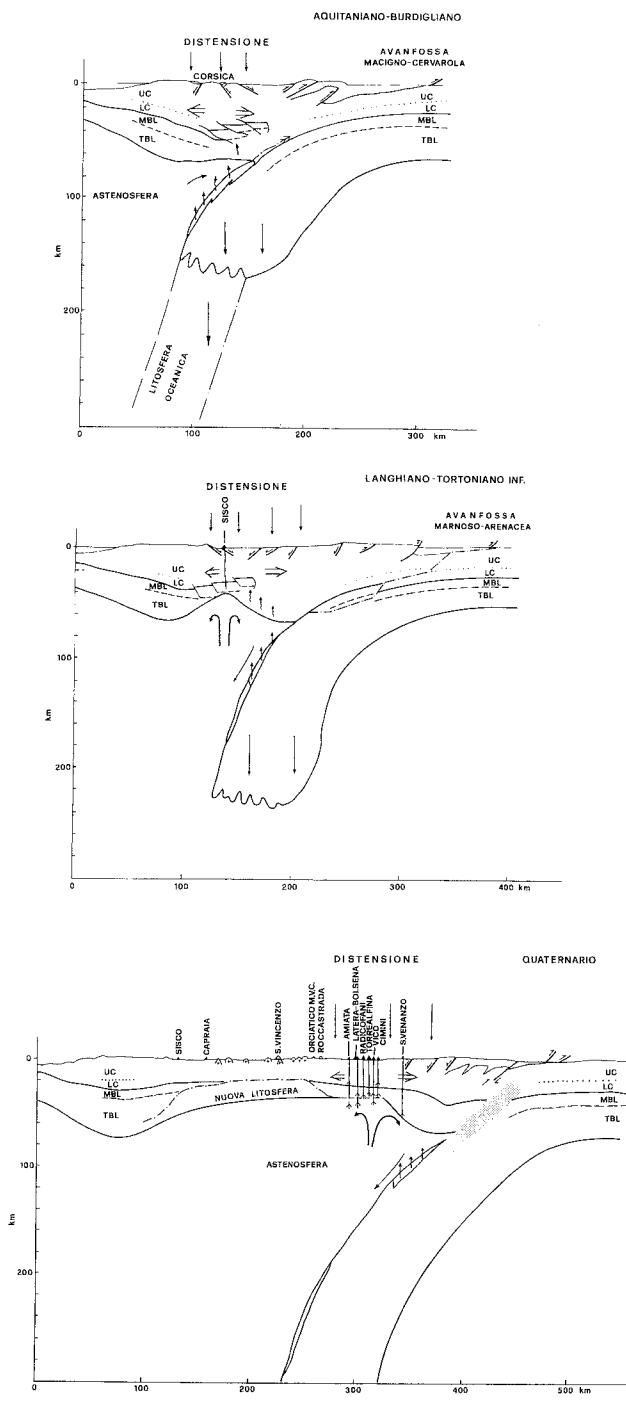 AQUITANIANO-BURDIGLIANO
DISTENSIONE
AVANFOSSA
MACIGNO-CERVAROLA
CORSICA
0
UC
LC
MBL
TBL
UC
LC
MBL
TBL
ASTENOSFERA
100
km
200
LITOSFERA
OCEANICA
0
100
200
300 km
LANGHIANO-TORTONIANO INF.
DISTENSIONE
SISCO
AVANFOSSA
MARNOSO-ARENACEA
0
UC
LC
MBL
TBL
UC
LC
MBL
TBL
100
km
200
0
100
200
300
400 km
DISTENSIONE
QUATERNARIO
SISCO
CAPRAIA
S.VINCENZO
ORCIATICO M.V.C.
ROCCASTRADA
AMIATA
LATERA-BOLSENA
RADICOFANI
TORREALFINA
VICO
CIMINI
S.VENANZO
0
UC
LC
MBL
TBL
NUOVA LITOSFERA
UC
LC
MBL
TBL
ASTENOSFERA
100
km
200
0
100
200
300
400
500 km